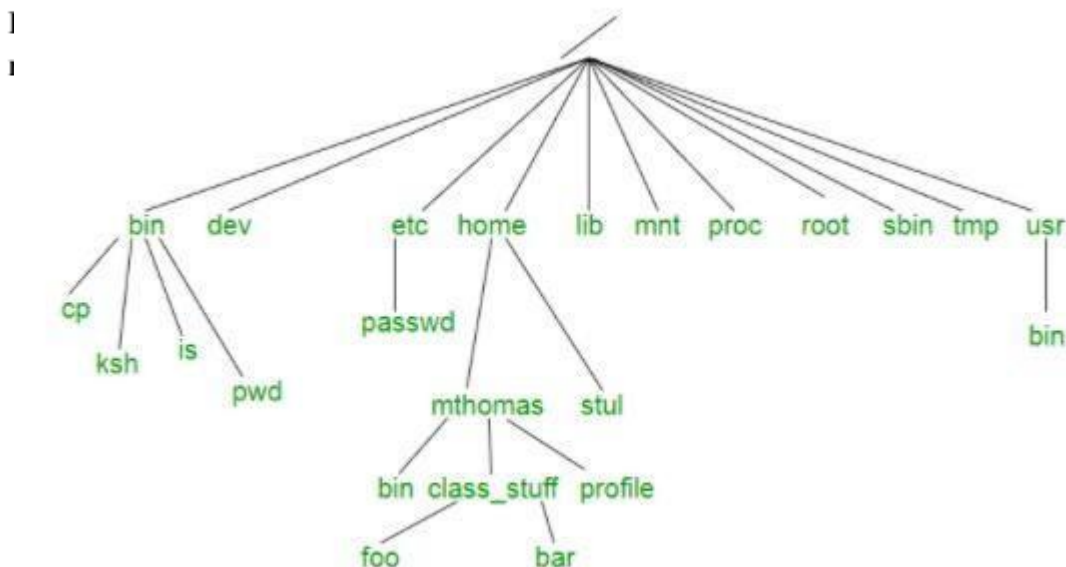 /
bin dev etc home lib mnt proc root sbin tmp usr
cp passwd bin
ksh is
pwd
mthomas stul
bin class_stuff profile
foo bar